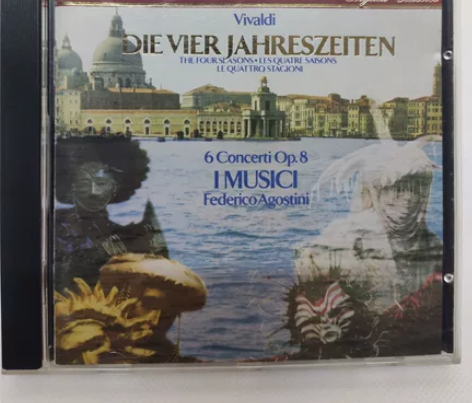 Vivaldi
DIE VIER JAHRESZEITEN
THE FOUR SEASONS • LES QUATRE SAISONS
LE QUATTRO STAGIONI
6 Concerti Op. 8
I MUSICI
Federico Agostini